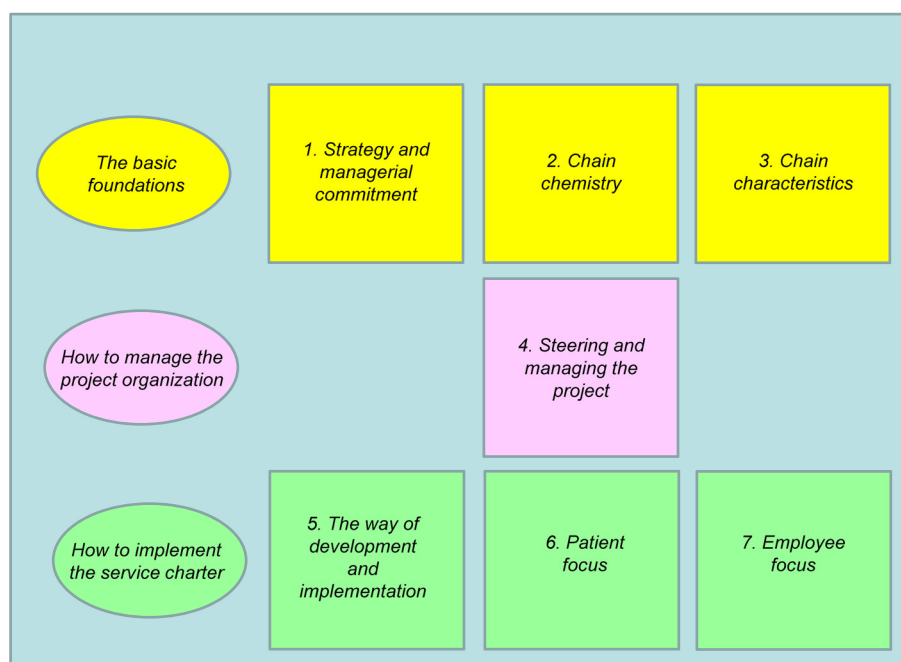 The basic
foundations
1. Strategy and
managerial
commitment
2. Chain
chemistry
3. Chain
characteristics
How to manage the
project organization
4. Steering and
managing the
project
How to implement
the service charter
5. The way of
development
and
implementation
6. Patient
focus
7. Employee
focus